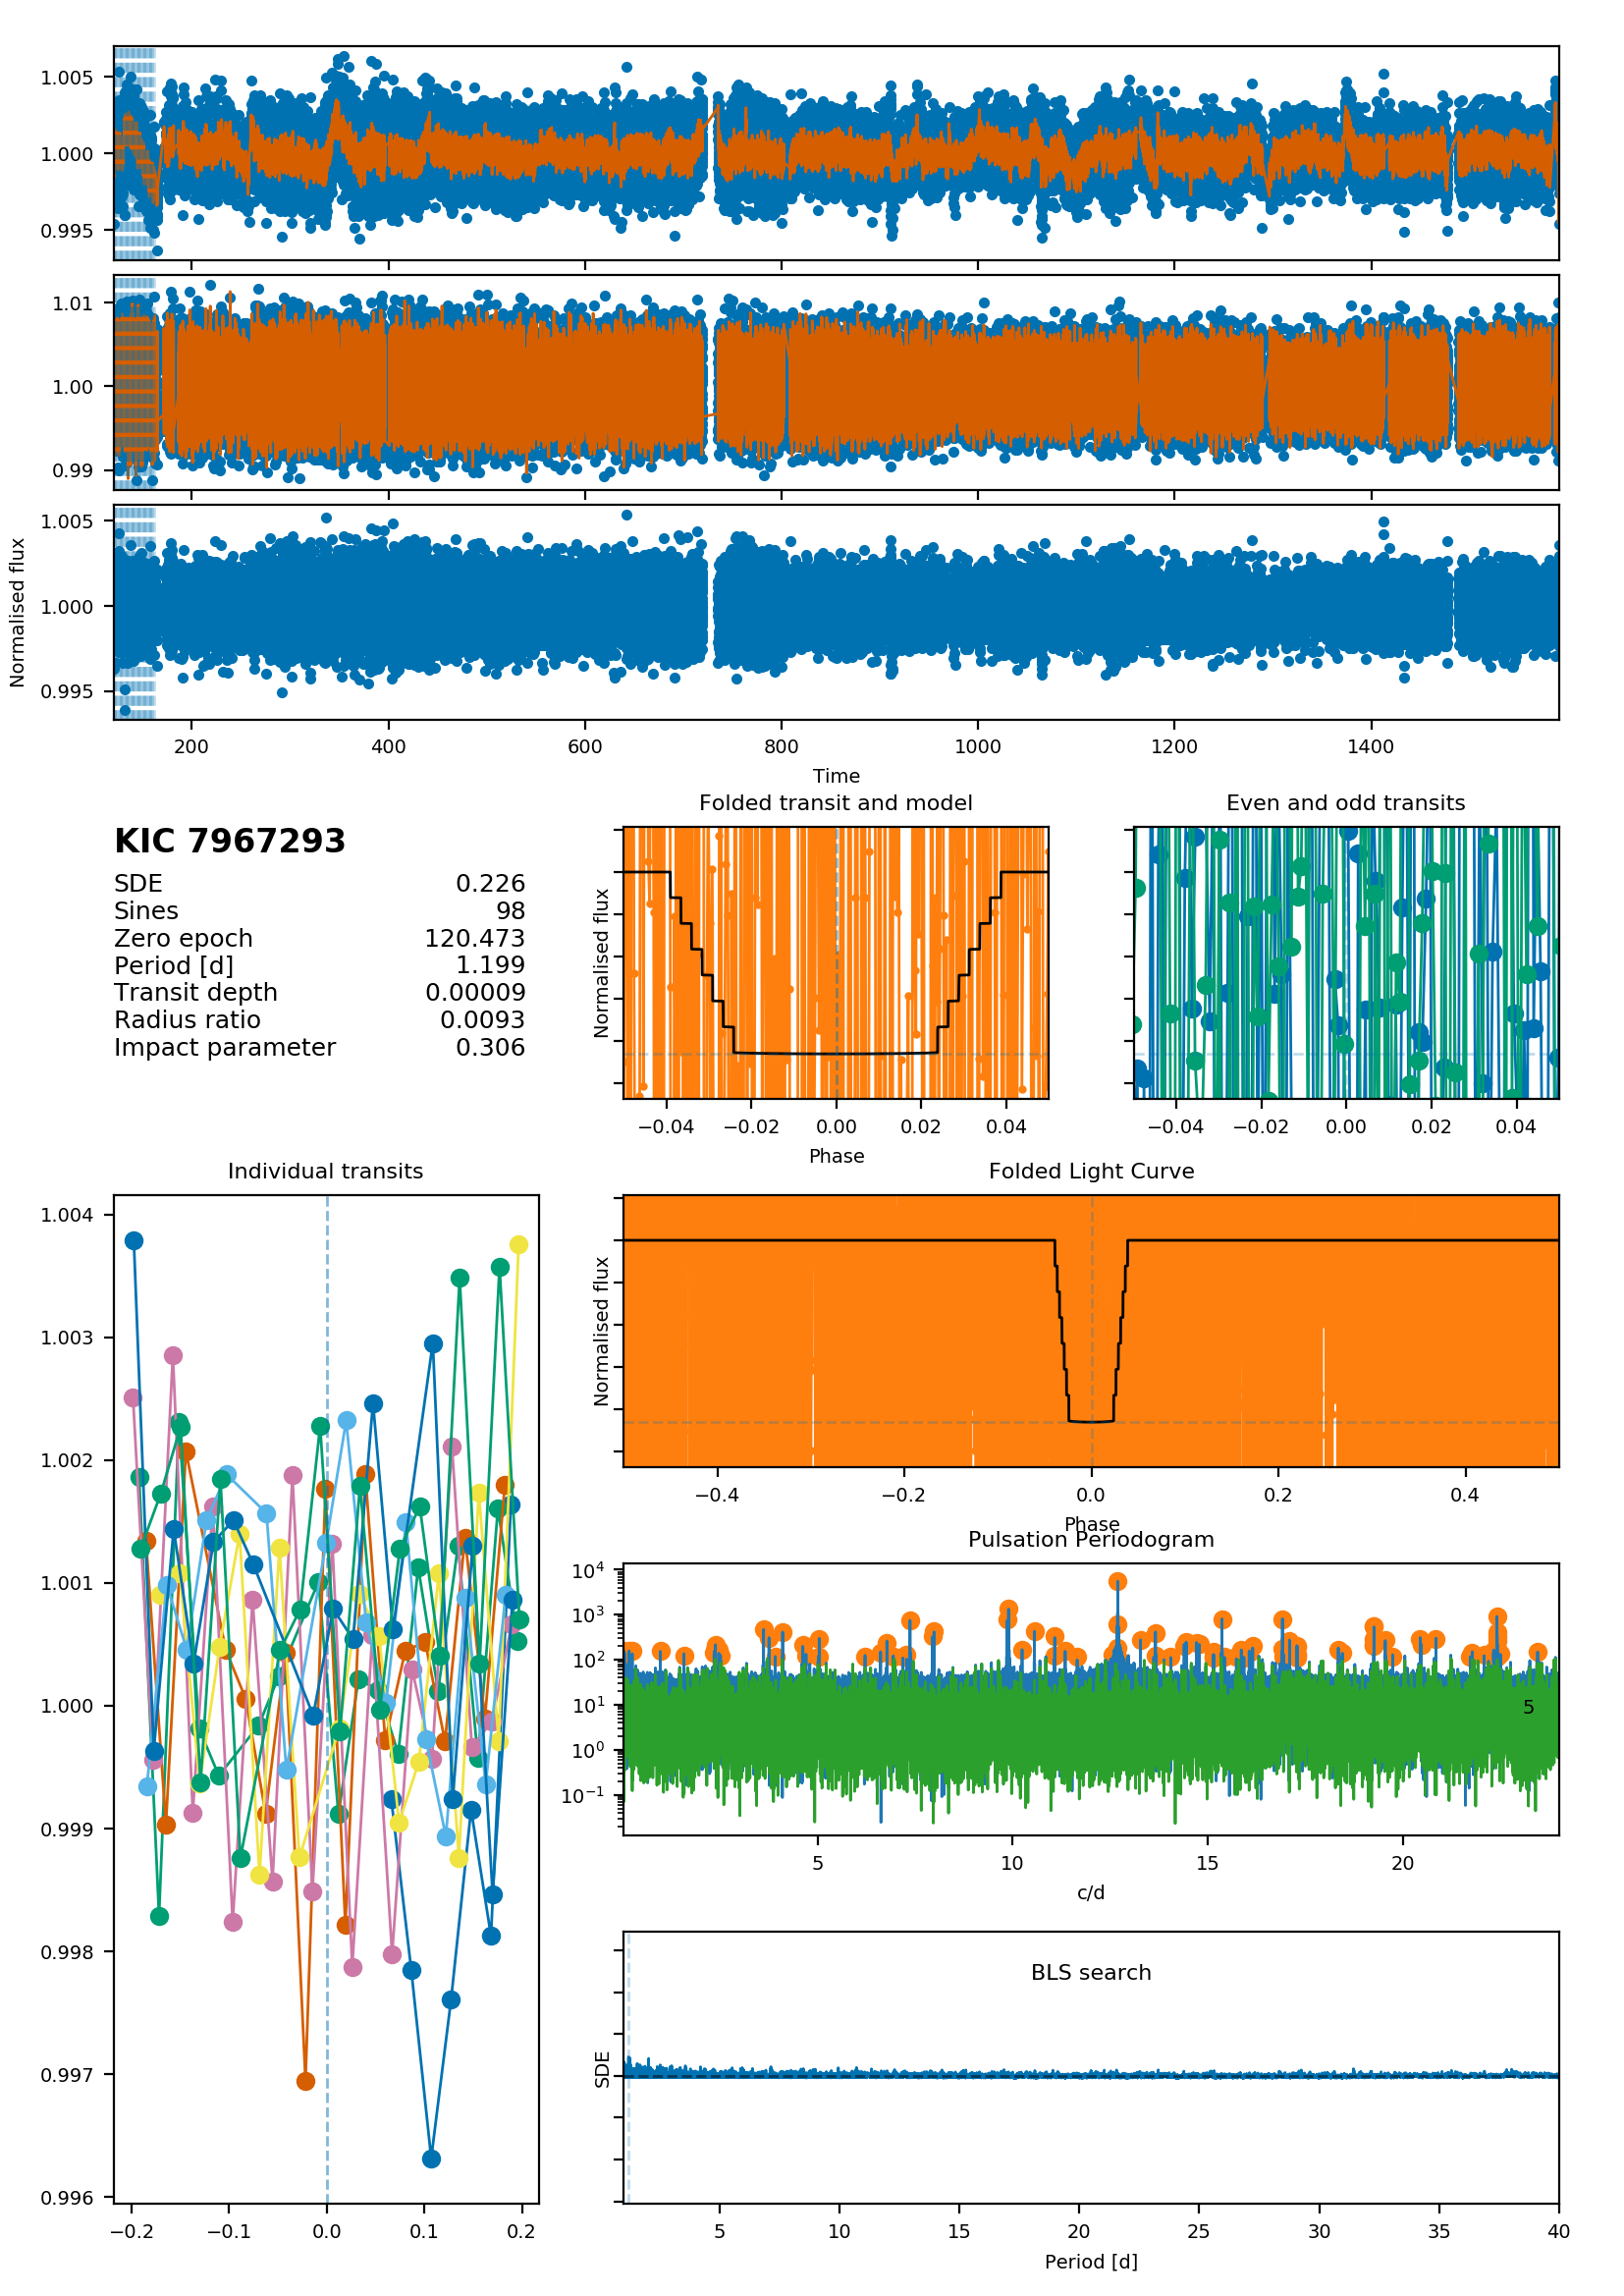 1.005
1.000
0.995
1.01
1.00
0.99
1.005
1.000
0.995
Normalised flux
200 400 600 800 1000 1200 1400
Time
KIC 7967293
SDE 0.226
Sines 98
Zero epoch 120.473
Period [d] 1.199
Transit depth 0.00009
Radius ratio 0.0093
Impact parameter 0.306
Folded transit and model
Normalised flux
−0.04 −0.02 0.00 0.02 0.04
Phase
Even and odd transits
−0.04 −0.02 0.00 0.02 0.04
Individual transits
1.004
1.003
1.002
1.001
1.000
0.999
0.998
0.997
0.996
−0.2 −0.1 0.0 0.1 0.2
Folded Light Curve
Normalised flux
−0.4 −0.2 0.0 0.2 0.4
Phase
Pulsation Periodogram
10⁴
10³
10²
10¹
10⁰
10⁻¹
5
5 10 15 20
c/d
BLS search
SDE
5 10 15 20 25 30 35 40
Period [d]